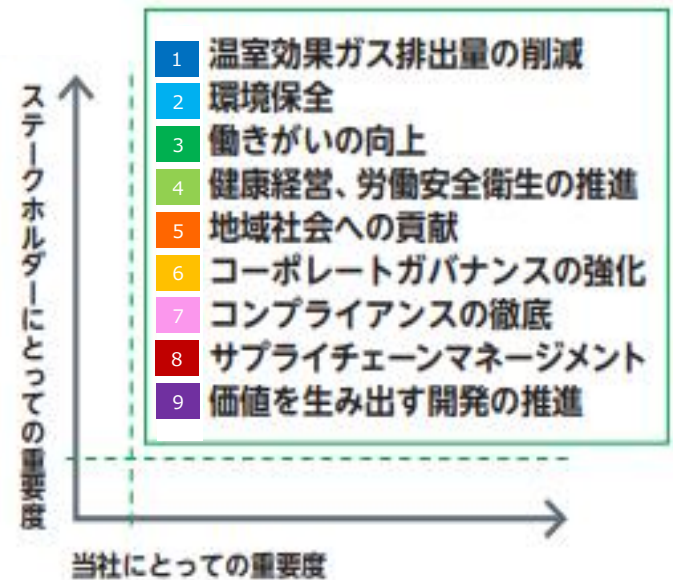 1 温室効果ガス排出量の削減
2 環境保全
3 働きがいの向上
4 健康経営、労働安全衛生の推進
5 地域社会への貢献
6 コーポレートガバナンスの強化
7 コンプライアンスの徹底
8 サプライチェーンマネージメント
9 価値を生み出す開発の推進
ステークホルダーにとっての重要度
当社にとっての重要度